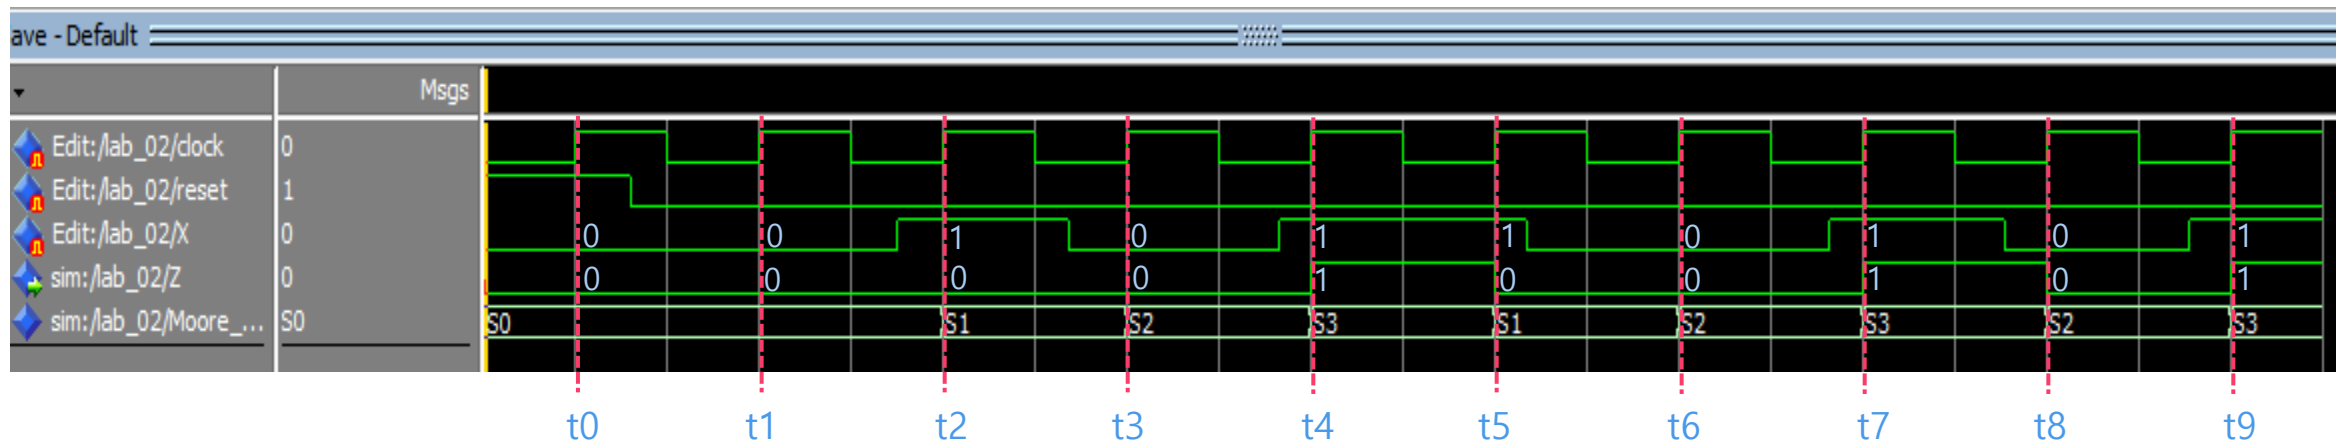 ave - Default
Msgs
Edit:/lab_02/clock 0
Edit:/lab_02/reset 1
Edit:/lab_02/X 0 0 0 1 0 1 1 0 1 0 1
sim:/lab_02/Z 0 0 0 0 0 1 0 0 1 0 1
sim:/lab_02/Moore_... S0 S0 S1 S2 S3 S1 S2 S3 S2 S3
t0 t1 t2 t3 t4 t5 t6 t7 t8 t9